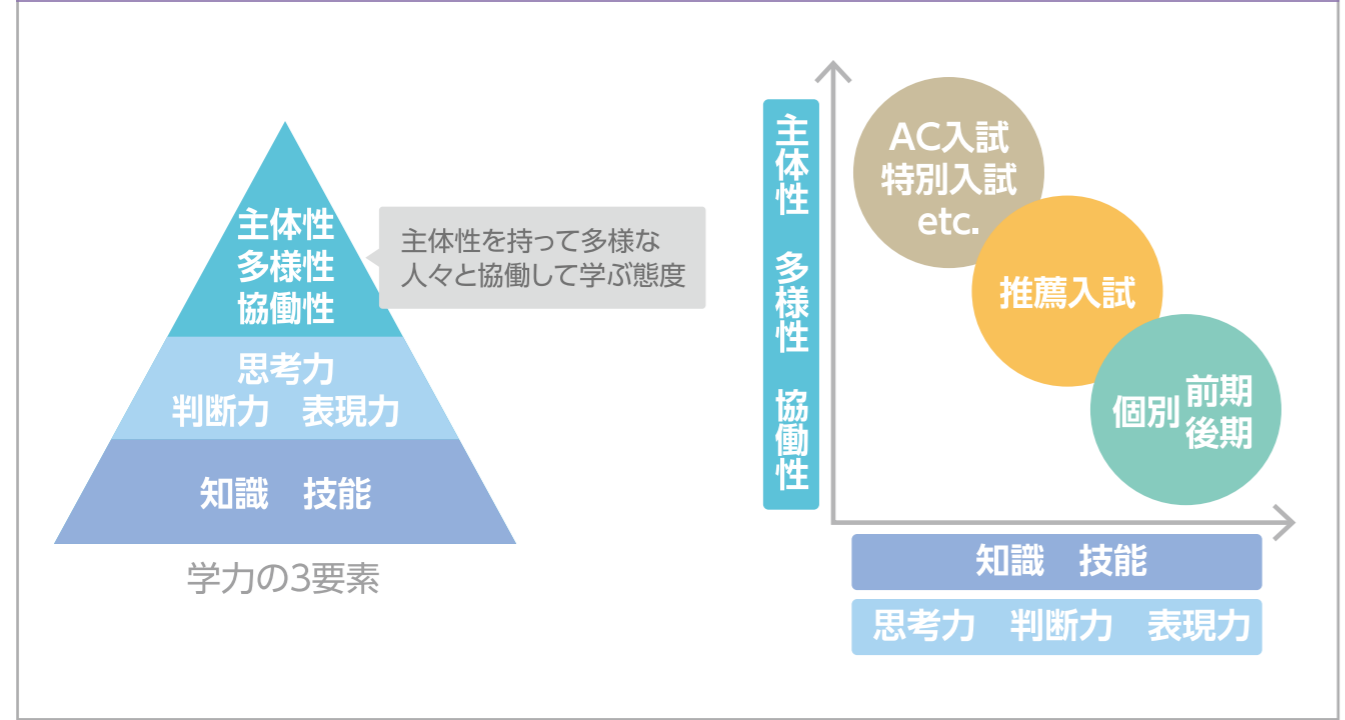 主体性
多様性
協働性
主体性を持って多様な
人々と協働して学ぶ態度
思考力
判断力 表現力
知識 技能
学力の3要素
主体性 多様性 協働性
AC入試
特別入試
etc.
推薦入試
個別 前期
後期
知識 技能
思考力 判断力 表現力